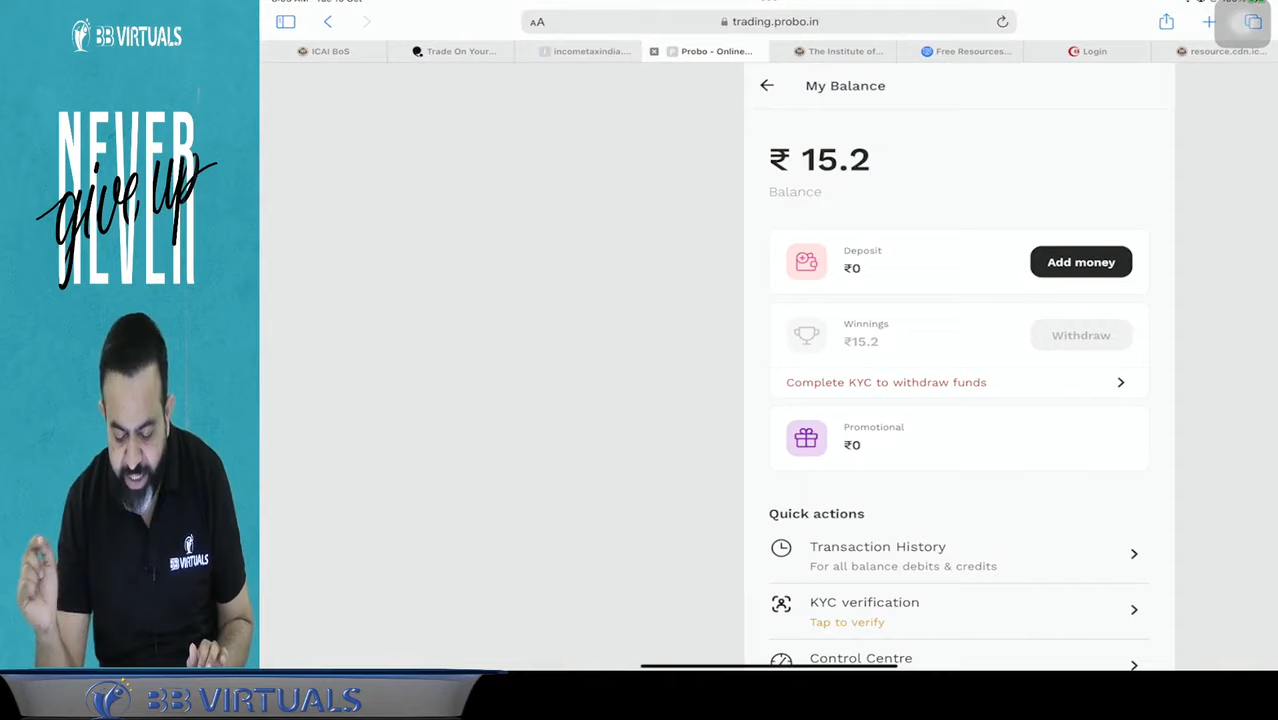 BB VIRTUALS
NEVER
give up
NEVER
BB VIRTUALS
AA
trading.probo.in
ICAI BoS
Trade On Your...
incometaxindia....
Probo - Online...
The Institute of...
Free Resources...
Login
resource.cdn.ic...
My Balance
₹ 15.2
Balance
Deposit
₹0
Add money
Winnings
₹15.2
Withdraw
Complete KYC to withdraw funds
Promotional
₹0
Quick actions
Transaction History
For all balance debits & credits
KYC verification
Tap to verify
Control Centre
BB VIRTUALS